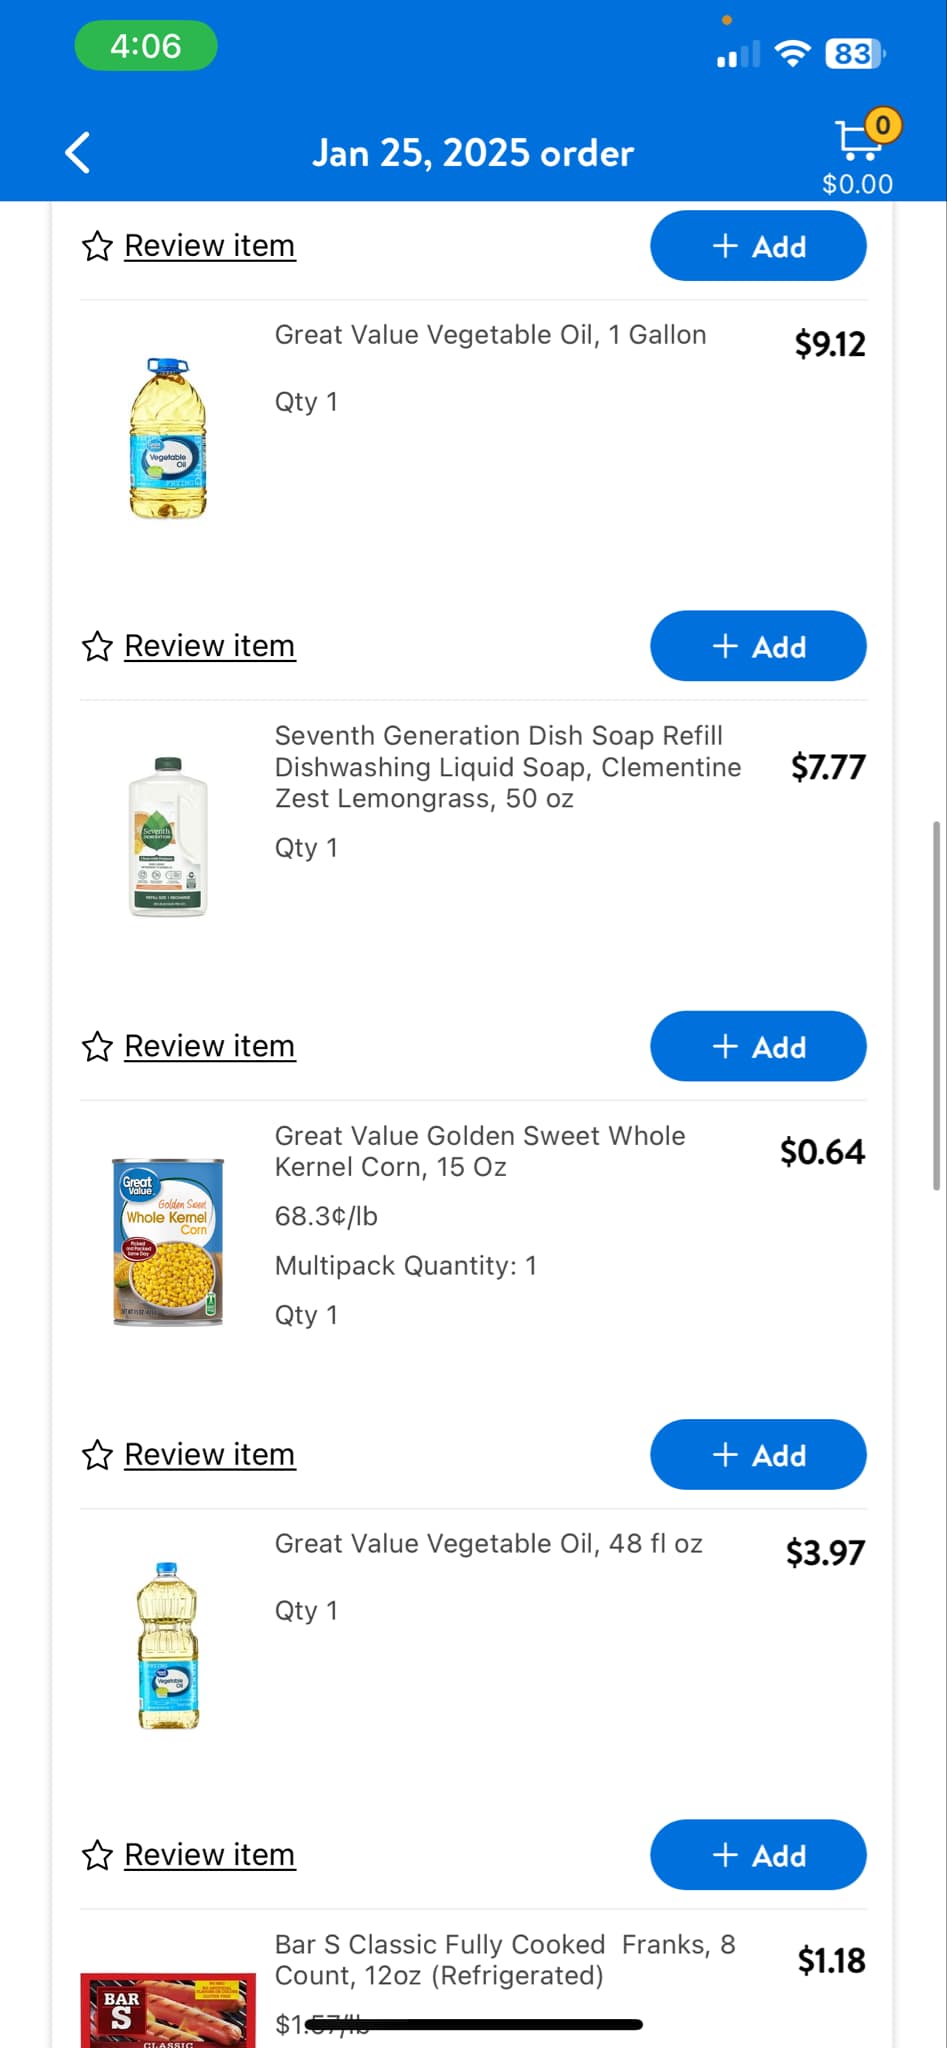 4:06
83
Jan 25, 2025 order
0
$0.00
Review item
+ Add
Great Value Vegetable Oil, 1 Gallon
$9.12
Qty 1
Vegetable
Oil
Review item
+ Add
Seventh Generation Dish Soap Refill
Dishwashing Liquid Soap, Clementine
Zest Lemongrass, 50 oz
$7.77
Qty 1
Seventh
GENERATION
Review item
+ Add
Great Value Golden Sweet Whole
Kernel Corn, 15 Oz
$0.64
68.3¢/lb
Multipack Quantity: 1
Qty 1
Great
Value
Golden Sweet
Whole Kernel
Corn
Review item
+ Add
Great Value Vegetable Oil, 48 fl oz
$3.97
Qty 1
Vegetable
Oil
Review item
+ Add
Bar S Classic Fully Cooked Franks, 8
Count, 12oz (Refrigerated)
$1.18
$1.57/lb
BAR
S
CLASSIC